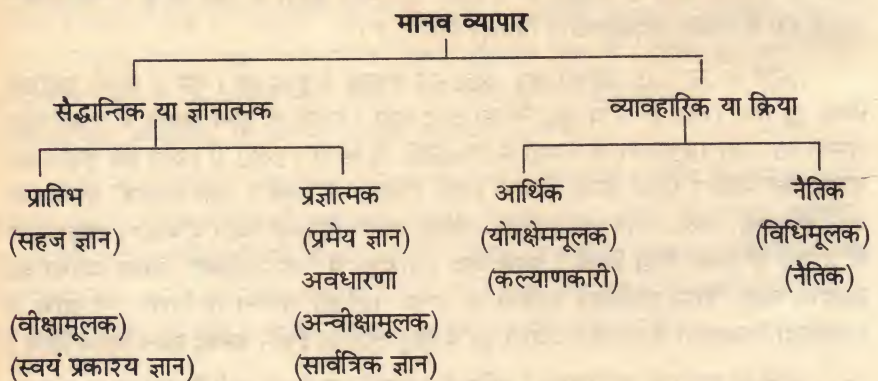 मानव व्यापार
सैद्धान्तिक या ज्ञानात्मक व्यावहारिक या क्रिया
प्रातिभ प्रज्ञात्मक आर्थिक नैतिक
(सहज ज्ञान) (प्रमेय ज्ञान) (योगक्षेममूलक) (विधिमूलक)
अवधारणा (कल्याणकारी) (नैतिक)
(वीक्षामूलक) (अन्वीक्षामूलक)
(स्वयं प्रकाश्य ज्ञान) (सार्वत्रिक ज्ञान)